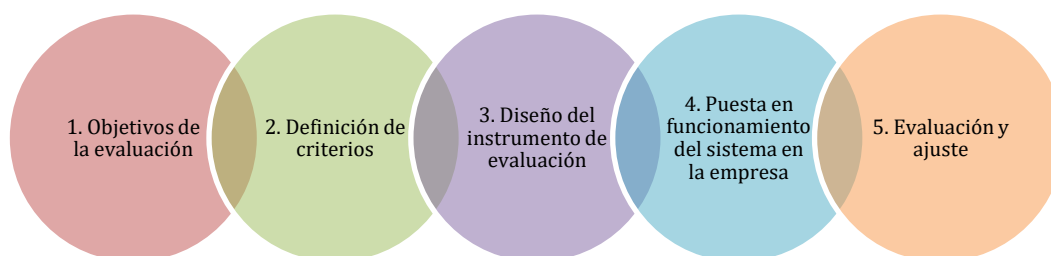 1. Objetivos de
la evaluación
2. Definición de
criterios
3. Diseño del
instrumento de
evaluación
4. Puesta en
funcionamiento
del sistema en
la empresa
5. Evaluación y
ajuste